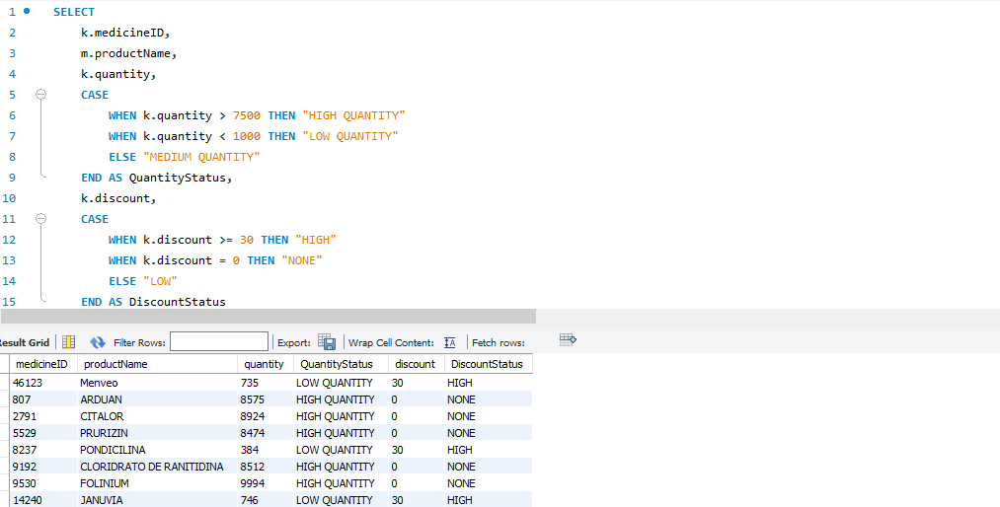 1 SELECT
2 k.medicineID,
3 m.productName,
4 k.quantity,
5 CASE
6 WHEN k.quantity > 7500 THEN "HIGH QUANTITY"
7 WHEN k.quantity < 1000 THEN "LOW QUANTITY"
8 ELSE "MEDIUM QUANTITY"
9 END AS QuantityStatus,
10 k.discount,
11 CASE
12 WHEN k.discount >= 30 THEN "HIGH"
13 WHEN k.discount = 0 THEN "NONE"
14 ELSE "LOW"
15 END AS DiscountStatus
Result Grid Filter Rows: Export: Wrap Cell Content: Fetch rows:
medicineID productName quantity QuantityStatus discount DiscountStatus
46123 Menveo 735 LOW QUANTITY 30 HIGH
807 ARDUAN 8575 HIGH QUANTITY 0 NONE
2791 CITALOR 8924 HIGH QUANTITY 0 NONE
5529 PRURIZIN 8474 HIGH QUANTITY 0 NONE
8237 PONDICILINA 384 LOW QUANTITY 30 HIGH
9192 CLORIDRATO DE RANITIDINA 8512 HIGH QUANTITY 0 NONE
9530 FOLINIUM 9994 HIGH QUANTITY 0 NONE
14240 JANUVIA 746 LOW QUANTITY 30 HIGH